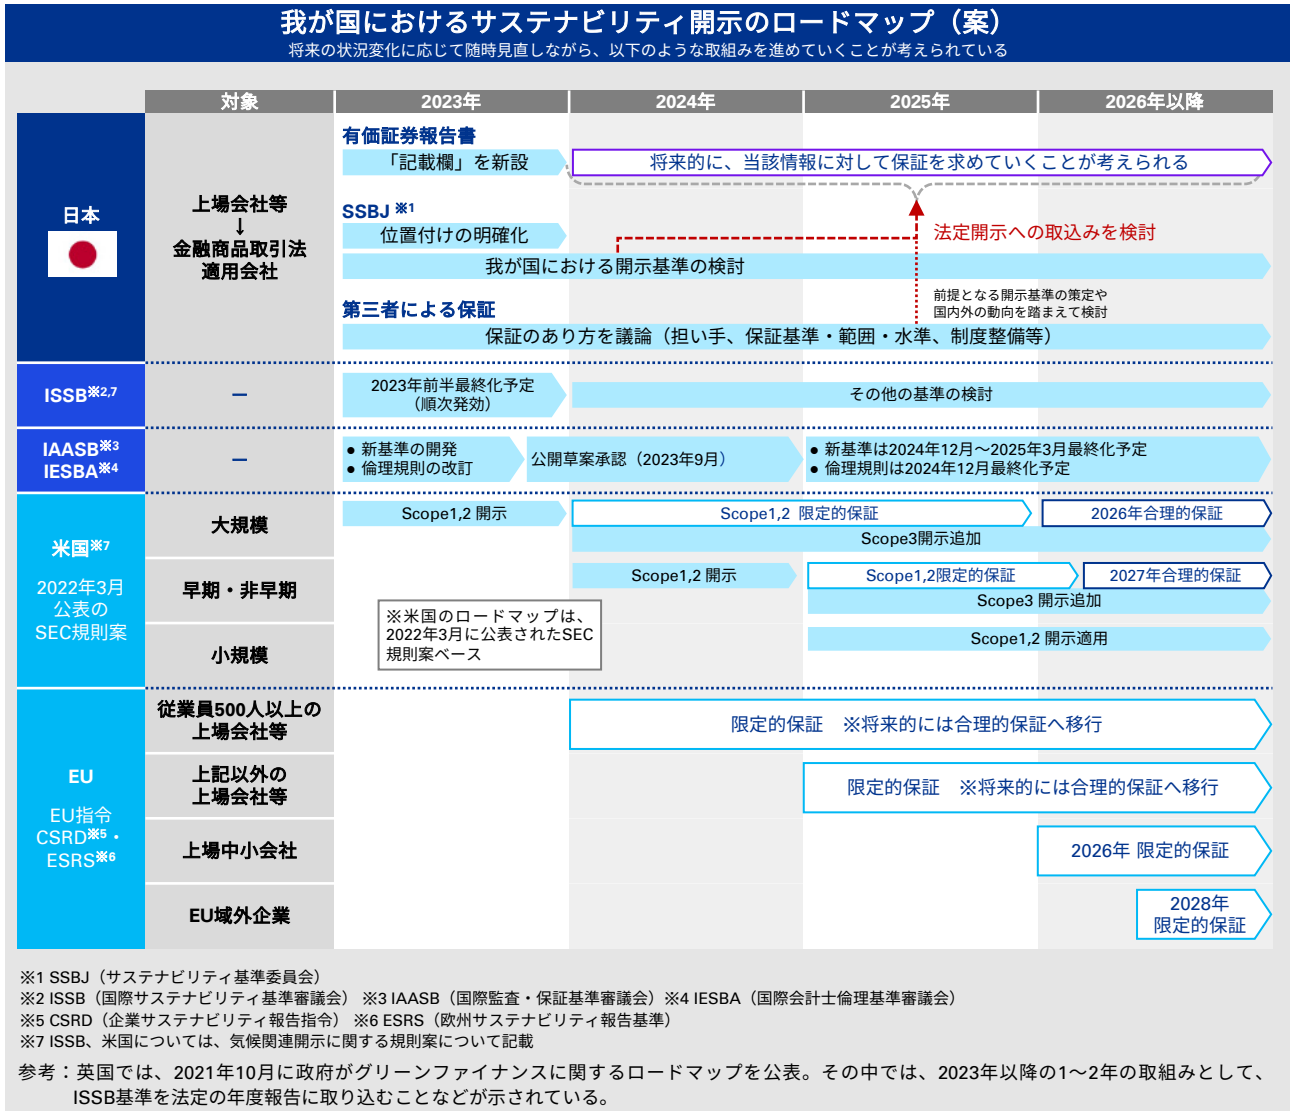 我が国におけるサステナビリティ開示のロードマップ（案）
将来の状況変化に応じて随時見直しながら、以下のような取組みを進めていくことが考えられている
対象
2023年
2024年
2025年
2026年以降
日本
上場会社等
↓
金融商品取引法
適用会社
有価証券報告書
「記載欄」を新設
将来的に、当該情報に対して保証を求めていくことが考えられる
SSBJ ※1
位置付けの明確化
法定開示への取込みを検討
我が国における開示基準の検討
前提となる開示基準の策定や
国内外の動向を踏まえて検討
第三者による保証
保証のあり方を議論（担い手、保証基準・範囲・水準、制度整備等）
ISSB※2,7
ー
2023年前半最終化予定
（順次発効）
その他の基準の検討
IAASB※3
IESBA※4
ー
● 新基準の開発
● 倫理規則の改訂
公開草案承認（2023年9月）
● 新基準は2024年12月～2025年3月最終化予定
● 倫理規則は2024年12月最終化予定
米国※7
2022年3月
公表の
SEC規則案
大規模
Scope1,2 開示
Scope1,2 限定的保証
2026年合理的保証
Scope3開示追加
早期・非早期
Scope1,2 開示
Scope1,2限定的保証
2027年合理的保証
Scope3 開示追加
※米国のロードマップは、
2022年3月に公表されたSEC
規則案ベース
小規模
Scope1,2 開示適用
EU
EU指令
CSRD※5・
ESRS※6
従業員500人以上の
上場会社等
限定的保証　※将来的には合理的保証へ移行
上記以外の
上場会社等
限定的保証　※将来的には合理的保証へ移行
上場中小会社
2026年 限定的保証
EU域外企業
2028年
限定的保証
※1 SSBJ（サステナビリティ基準委員会）
※2 ISSB（国際サステナビリティ基準審議会） ※3 IAASB（国際監査・保証基準審議会）※4 IESBA（国際会計士倫理基準審議会）
※5 CSRD（企業サステナビリティ報告指令） ※6 ESRS（欧州サステナビリティ報告基準）
※7 ISSB、米国については、気候関連開示に関する規則案について記載
参考：英国では、2021年10月に政府がグリーンファイナンスに関するロードマップを公表。その中では、2023年以降の1～2年の取組みとして、
ISSB基準を法定の年度報告に取り込むことなどが示されている。